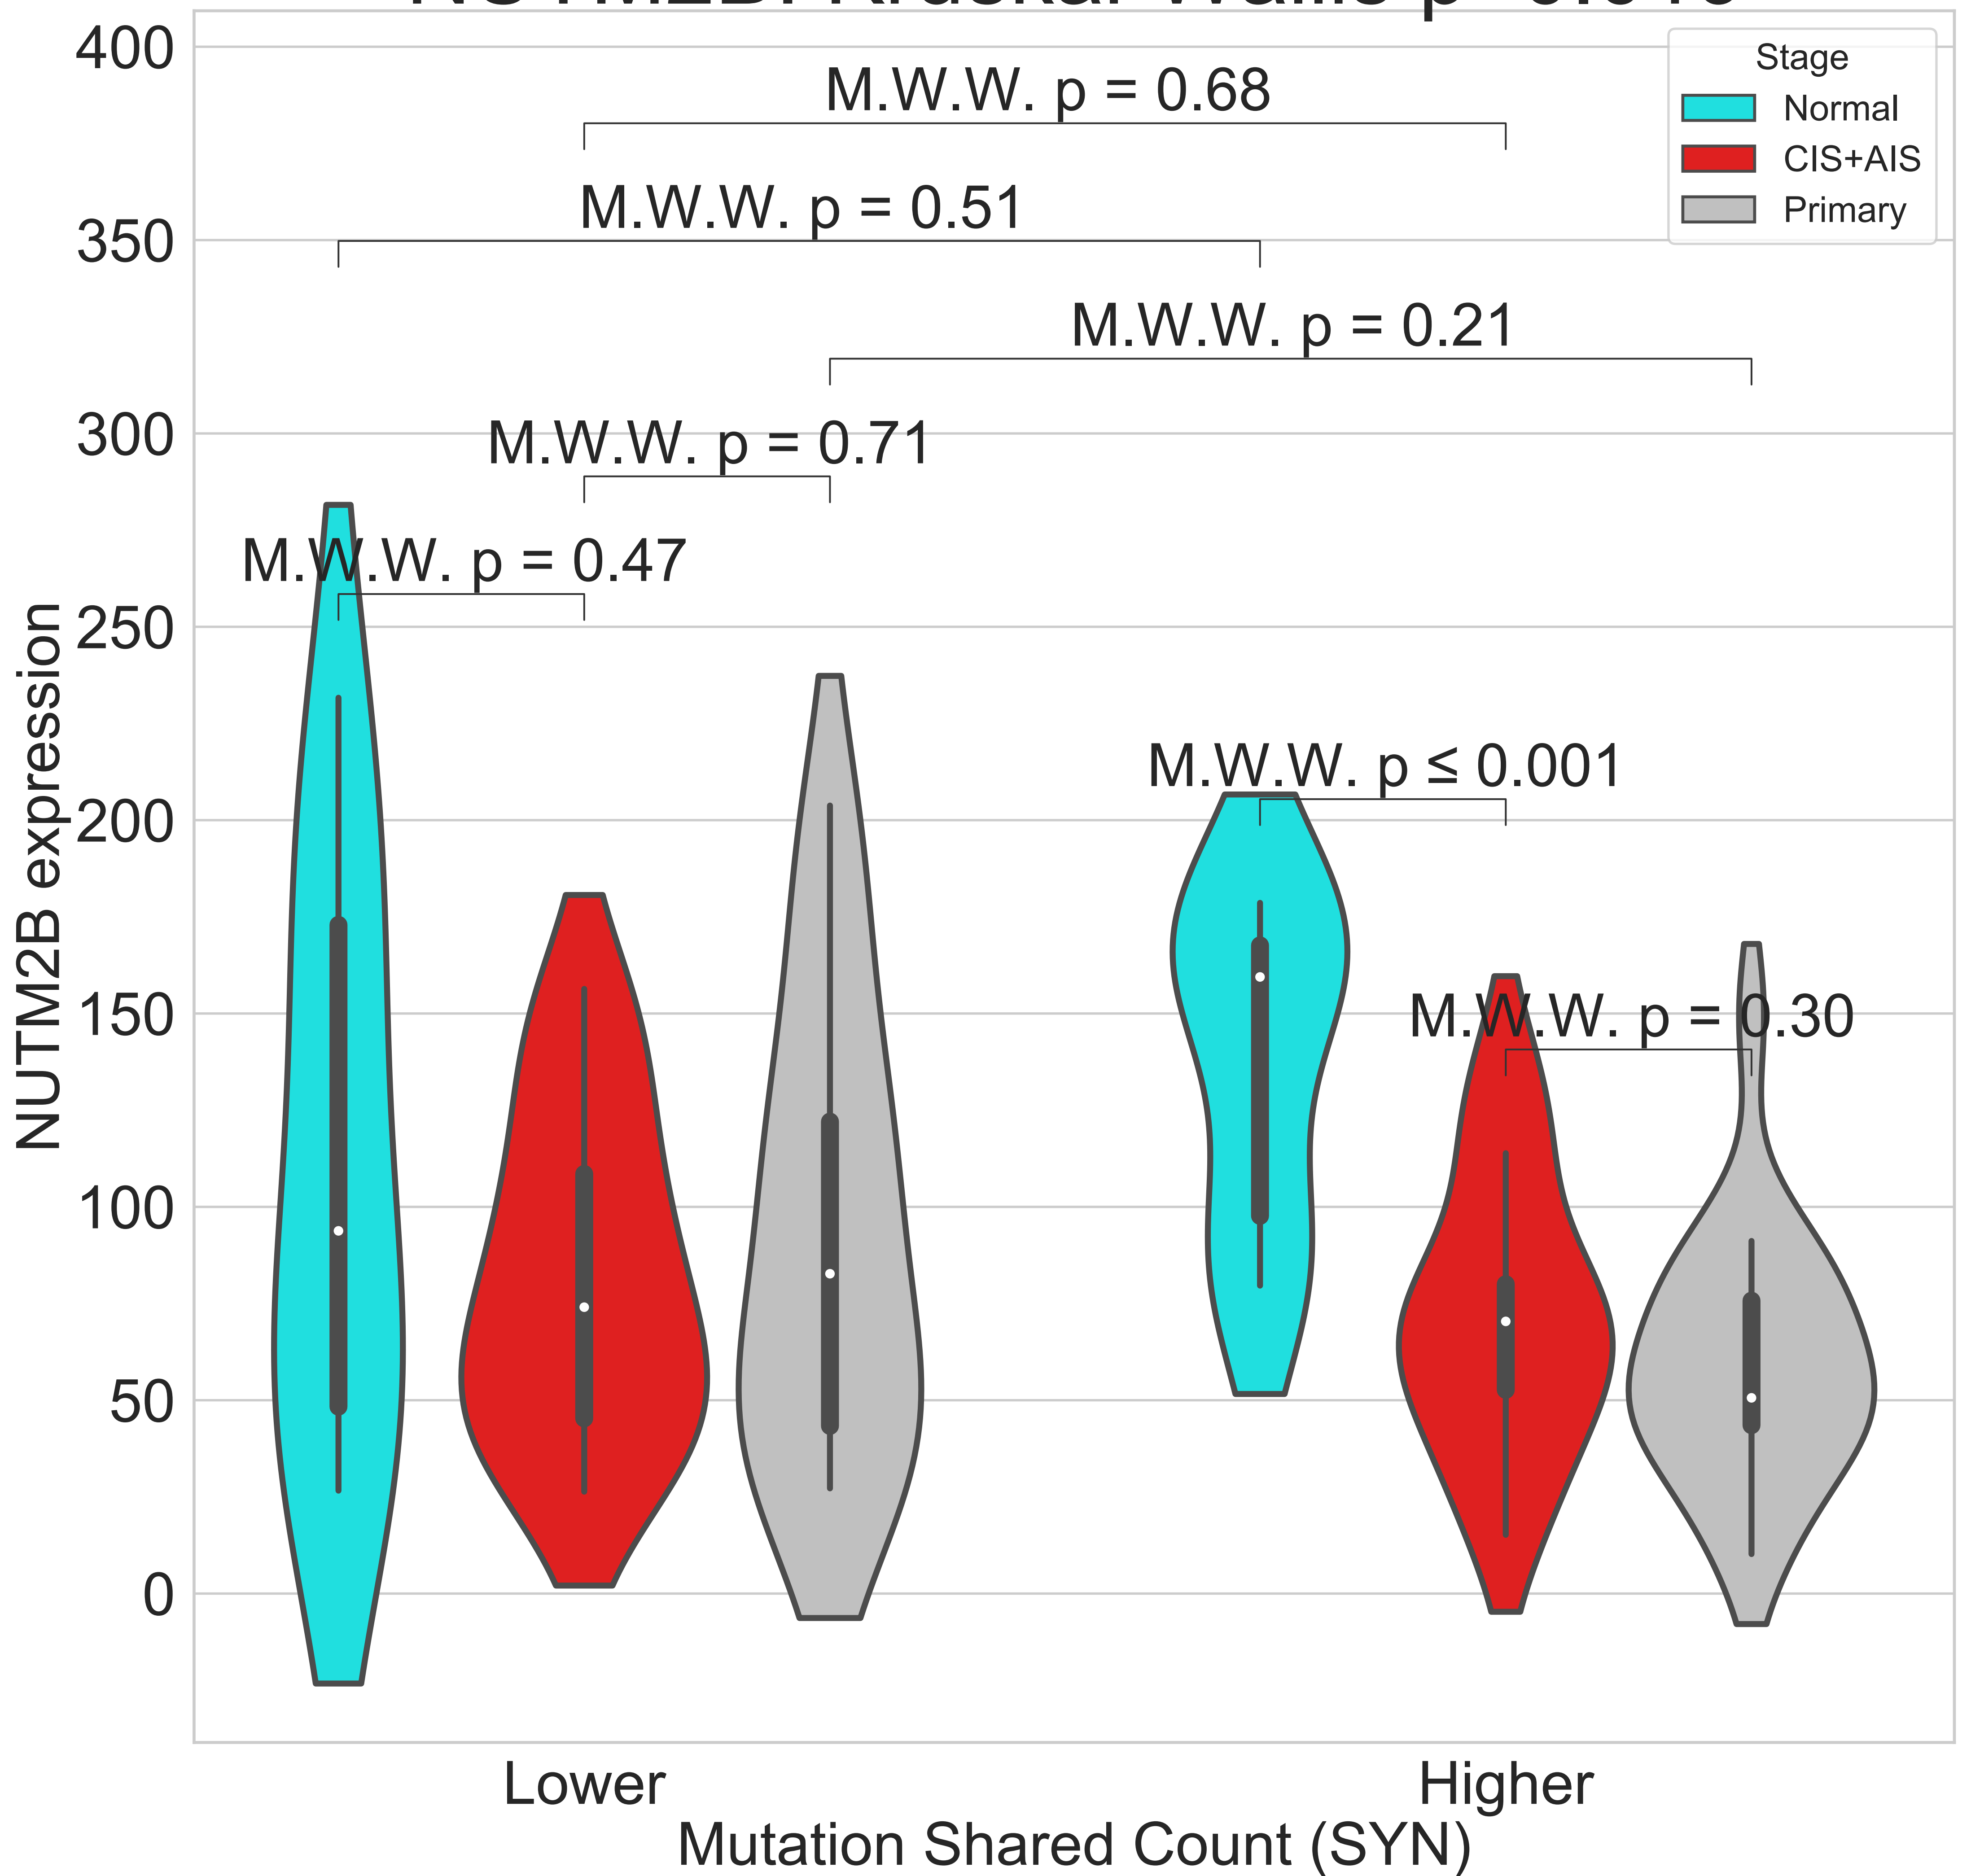 400
350
300
250
200
150
100
50
0
NUTM2B expression
M.W.W. p = 0.68
M.W.W. p = 0.51
M.W.W. p = 0.21
M.W.W. p = 0.71
M.W.W. p = 0.47
M.W.W. p ≤ 0.001
M.W.W. p = 0.30
Stage
Normal
CIS+AIS
Primary
Lower
Higher
Mutation Shared Count (SYN)